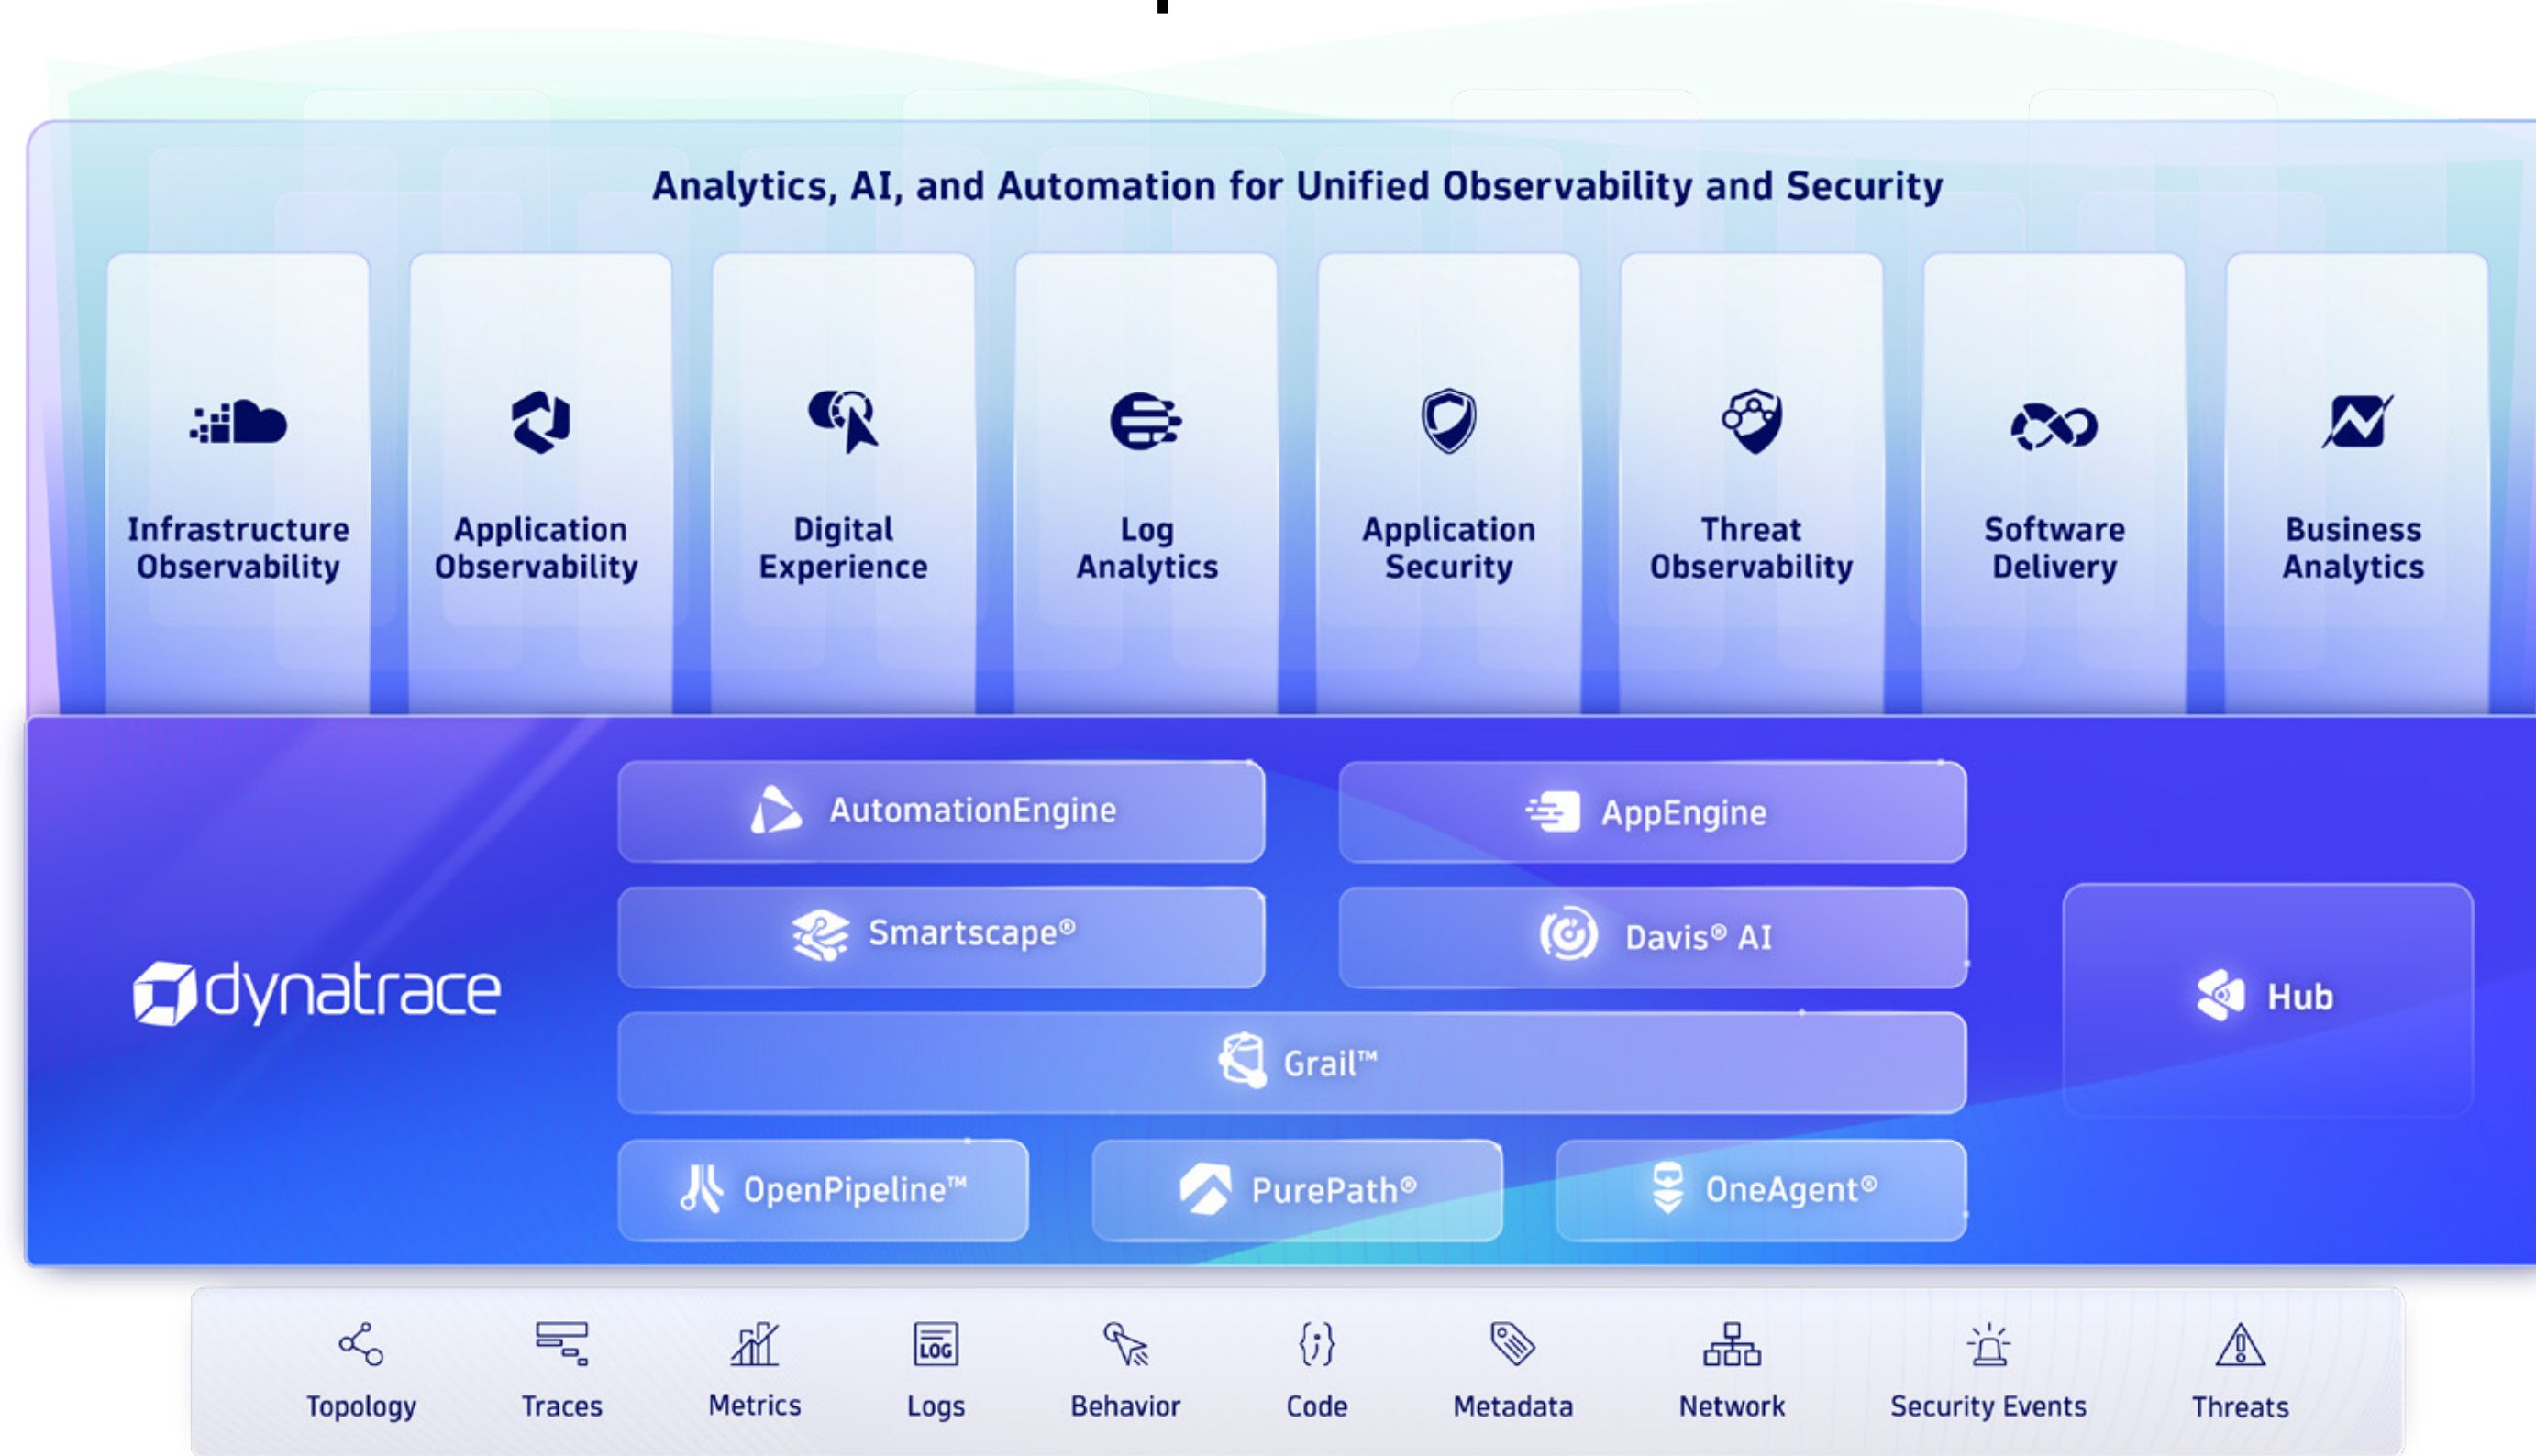 Analytics, AI, and Automation for Unified Observability and Security
Infrastructure
Observability
Application
Observability
Digital
Experience
Log
Analytics
Application
Security
Threat
Observability
Software
Delivery
Business
Analytics
dynatrace
AutomationEngine
AppEngine
Smartscape®
Davis® AI
Grail™
Hub
OpenPipeline™
PurePath®
OneAgent®
LOG
Topology
Traces
Metrics
Logs
Behavior
Code
Metadata
Network
Security Events
Threats